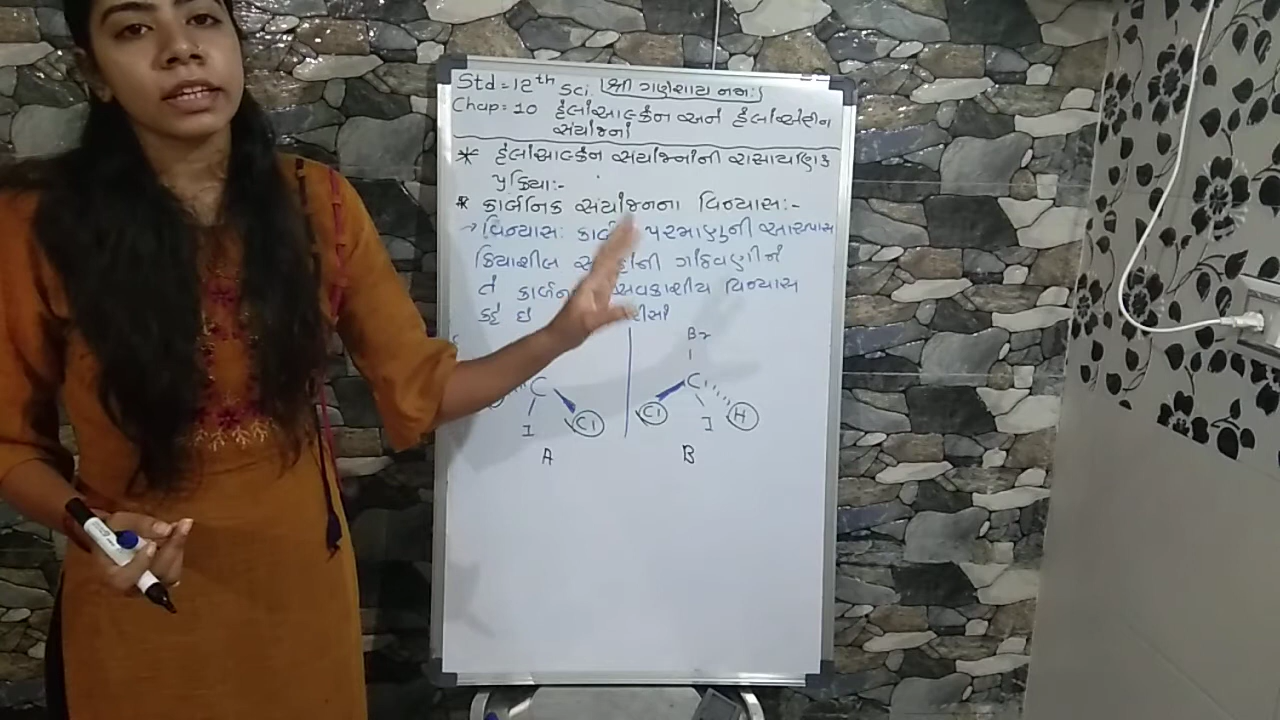 Std = 12th Sci. શ્રી ગણેશાય નમઃ
Chap = 10 હેલોઆલ્કેન અને હેલોએરીન
સંયોજનો
* હેલોઆલ્કેન સંયોજનોની રાસાયણિક
પ્રક્રિયા:-
* કાર્બનિક સંયોજનના વિન્યાસ:-
→ વિન્યાસ: પરમાણુની આસપાસ
ક્રિયાશીલ ગોઠવણીને
તે અવકાશીય વિન્યાસ
કહે છે
Br
C C
Cl Cl H
I I
A B